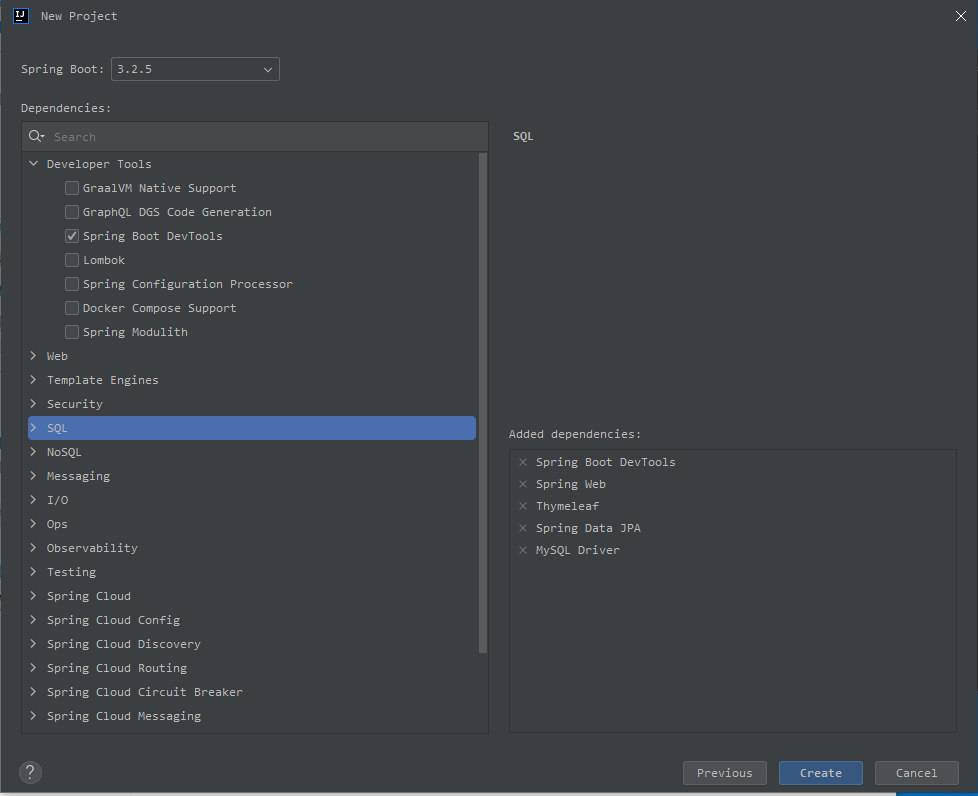 IJ New Project
Spring Boot: 3.2.5
Dependencies:
Search
Developer Tools
GraalVM Native Support
GraphQL DGS Code Generation
Spring Boot DevTools
Lombok
Spring Configuration Processor
Docker Compose Support
Spring Modulith
Web
Template Engines
Security
SQL
NoSQL
Messaging
I/O
Ops
Observability
Testing
Spring Cloud
Spring Cloud Config
Spring Cloud Discovery
Spring Cloud Routing
Spring Cloud Circuit Breaker
Spring Cloud Messaging
SQL
Added dependencies:
Spring Boot DevTools
Spring Web
Thymeleaf
Spring Data JPA
MySQL Driver
?
Previous
Create
Cancel